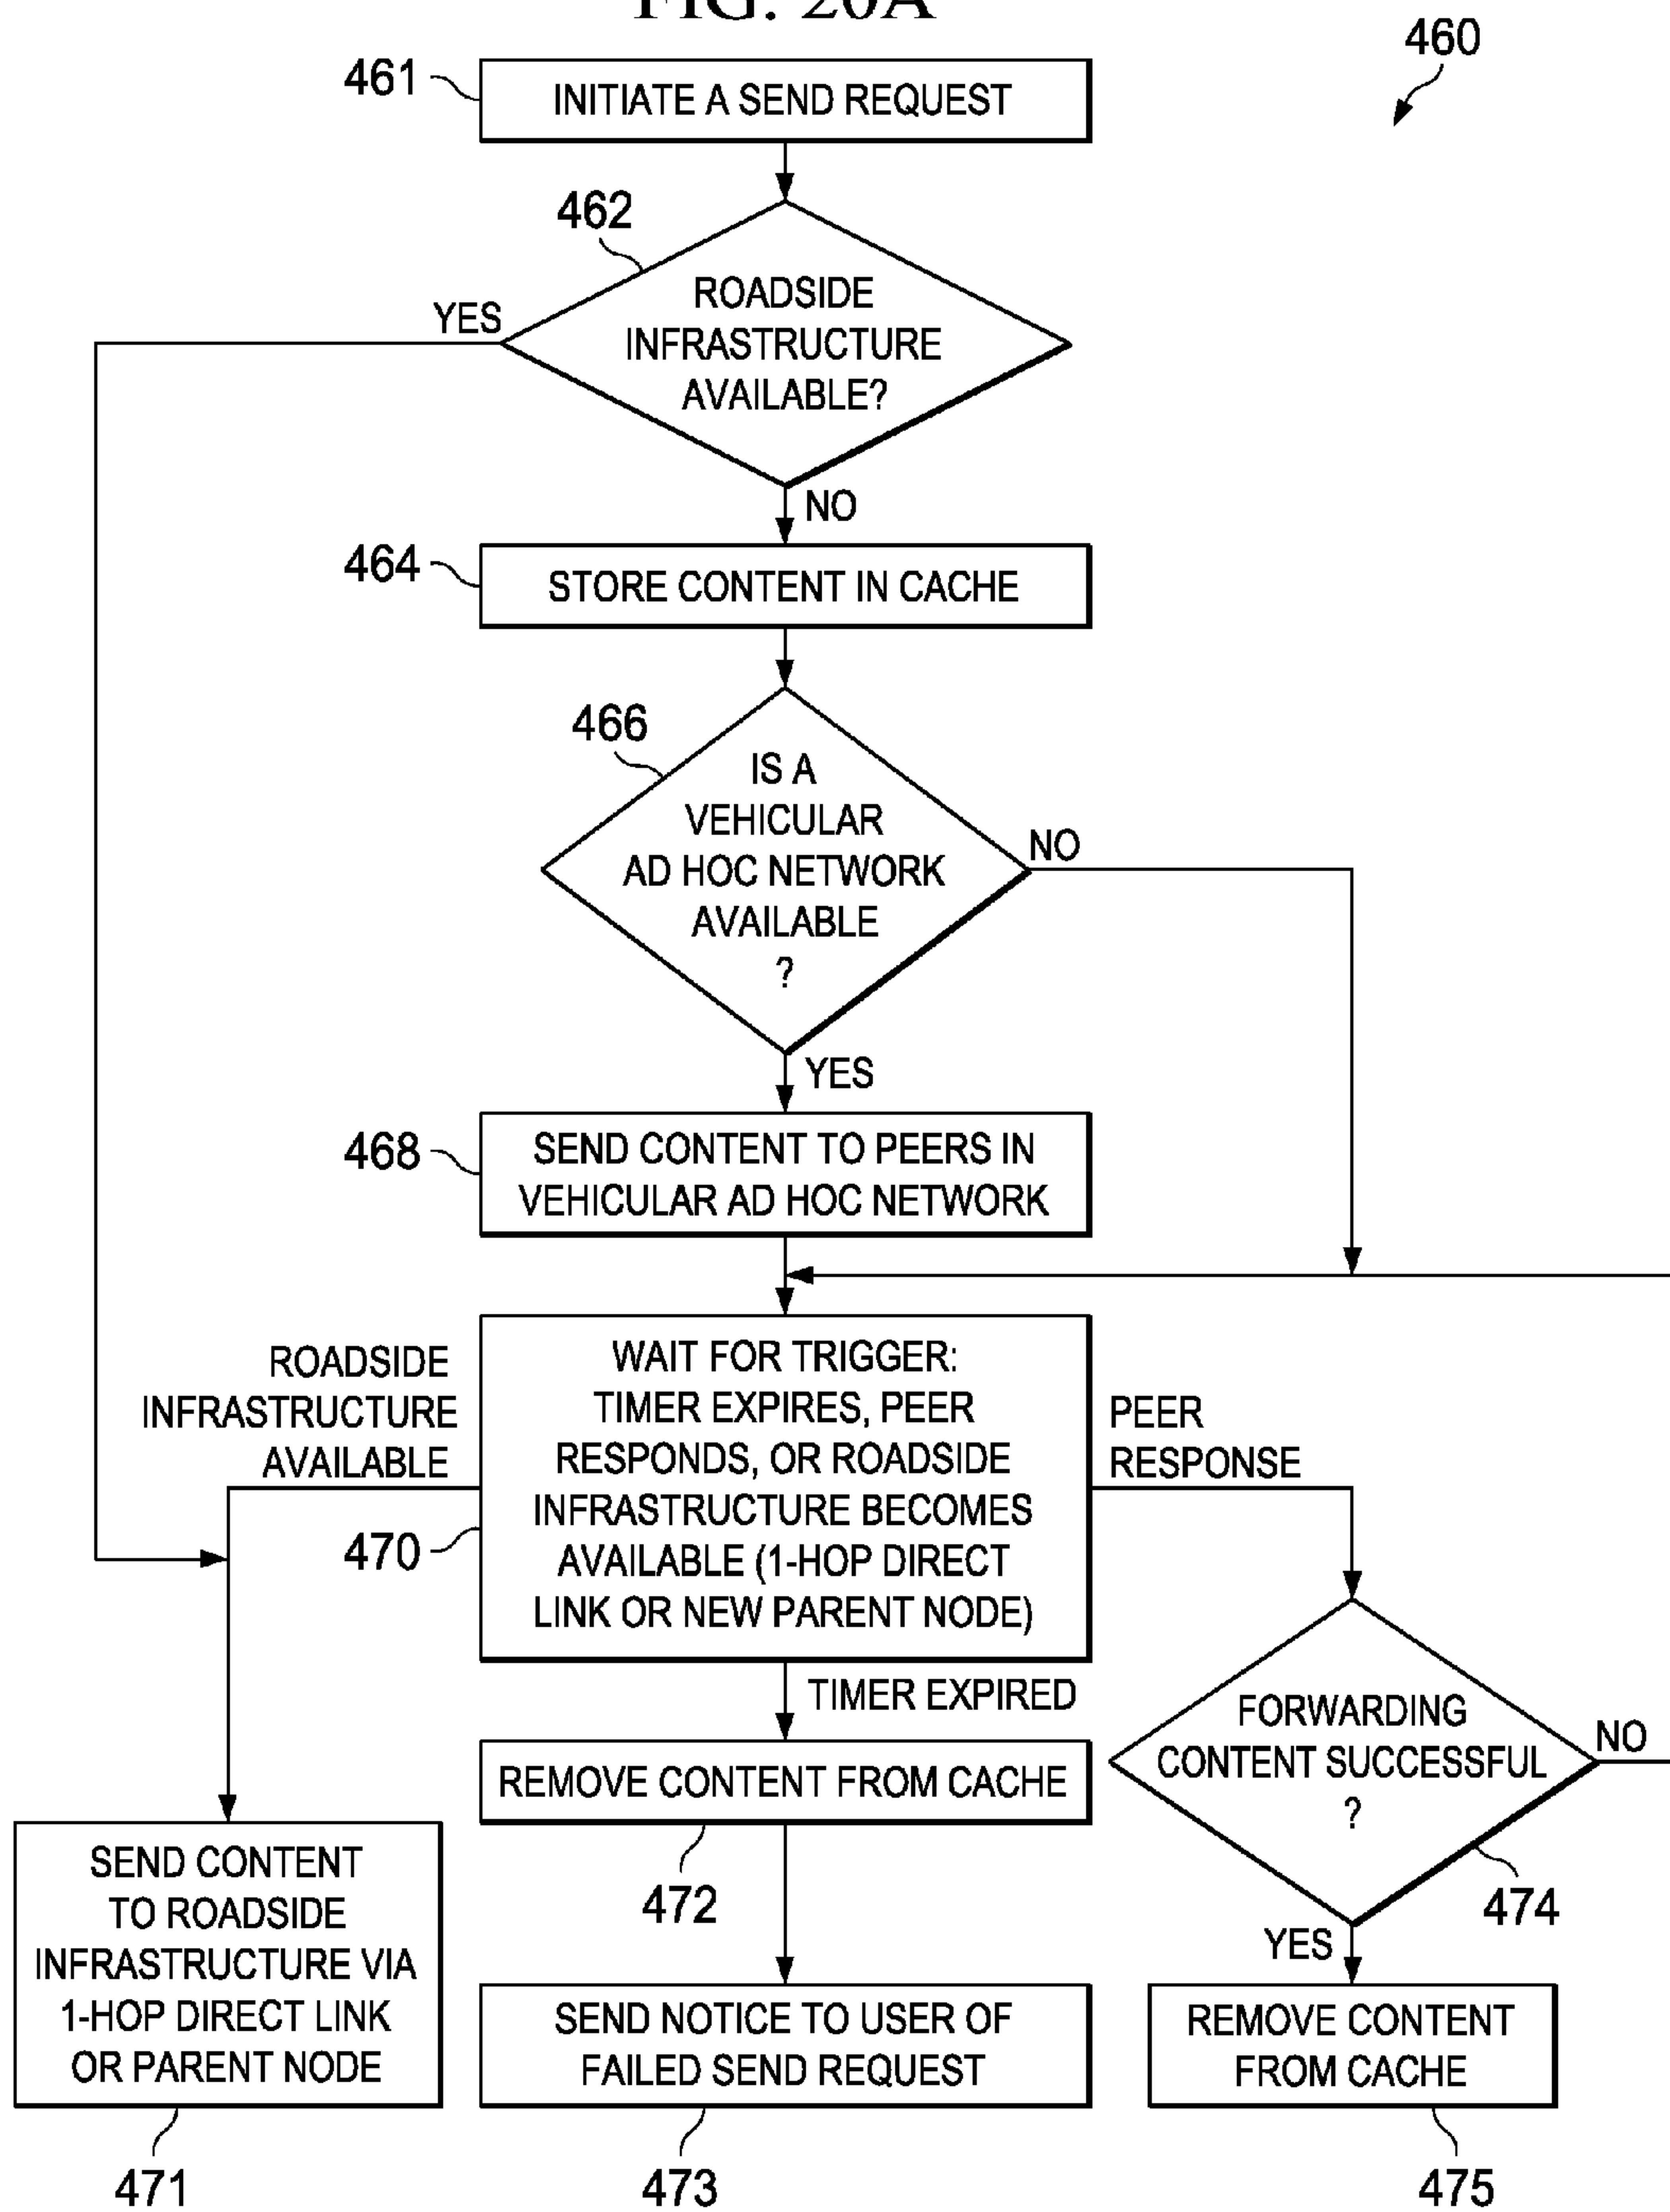 FIG. 20A
460
461
INITIATE A SEND REQUEST
462
ROADSIDE
INFRASTRUCTURE
AVAILABLE?
YES
NO
464
STORE CONTENT IN CACHE
466
IS A
VEHICULAR
AD HOC NETWORK
AVAILABLE
?
NO
YES
468
SEND CONTENT TO PEERS IN
VEHICULAR AD HOC NETWORK
ROADSIDE
INFRASTRUCTURE
AVAILABLE
470
WAIT FOR TRIGGER:
TIMER EXPIRES, PEER
RESPONDS, OR ROADSIDE
INFRASTRUCTURE BECOMES
AVAILABLE (1-HOP DIRECT
LINK OR NEW PARENT NODE)
PEER
RESPONSE
TIMER EXPIRED
REMOVE CONTENT FROM CACHE
472
FORWARDING
CONTENT SUCCESSFUL
?
NO
474
YES
SEND CONTENT
TO ROADSIDE
INFRASTRUCTURE VIA
1-HOP DIRECT LINK
OR PARENT NODE
471
SEND NOTICE TO USER OF
FAILED SEND REQUEST
473
REMOVE CONTENT
FROM CACHE
475